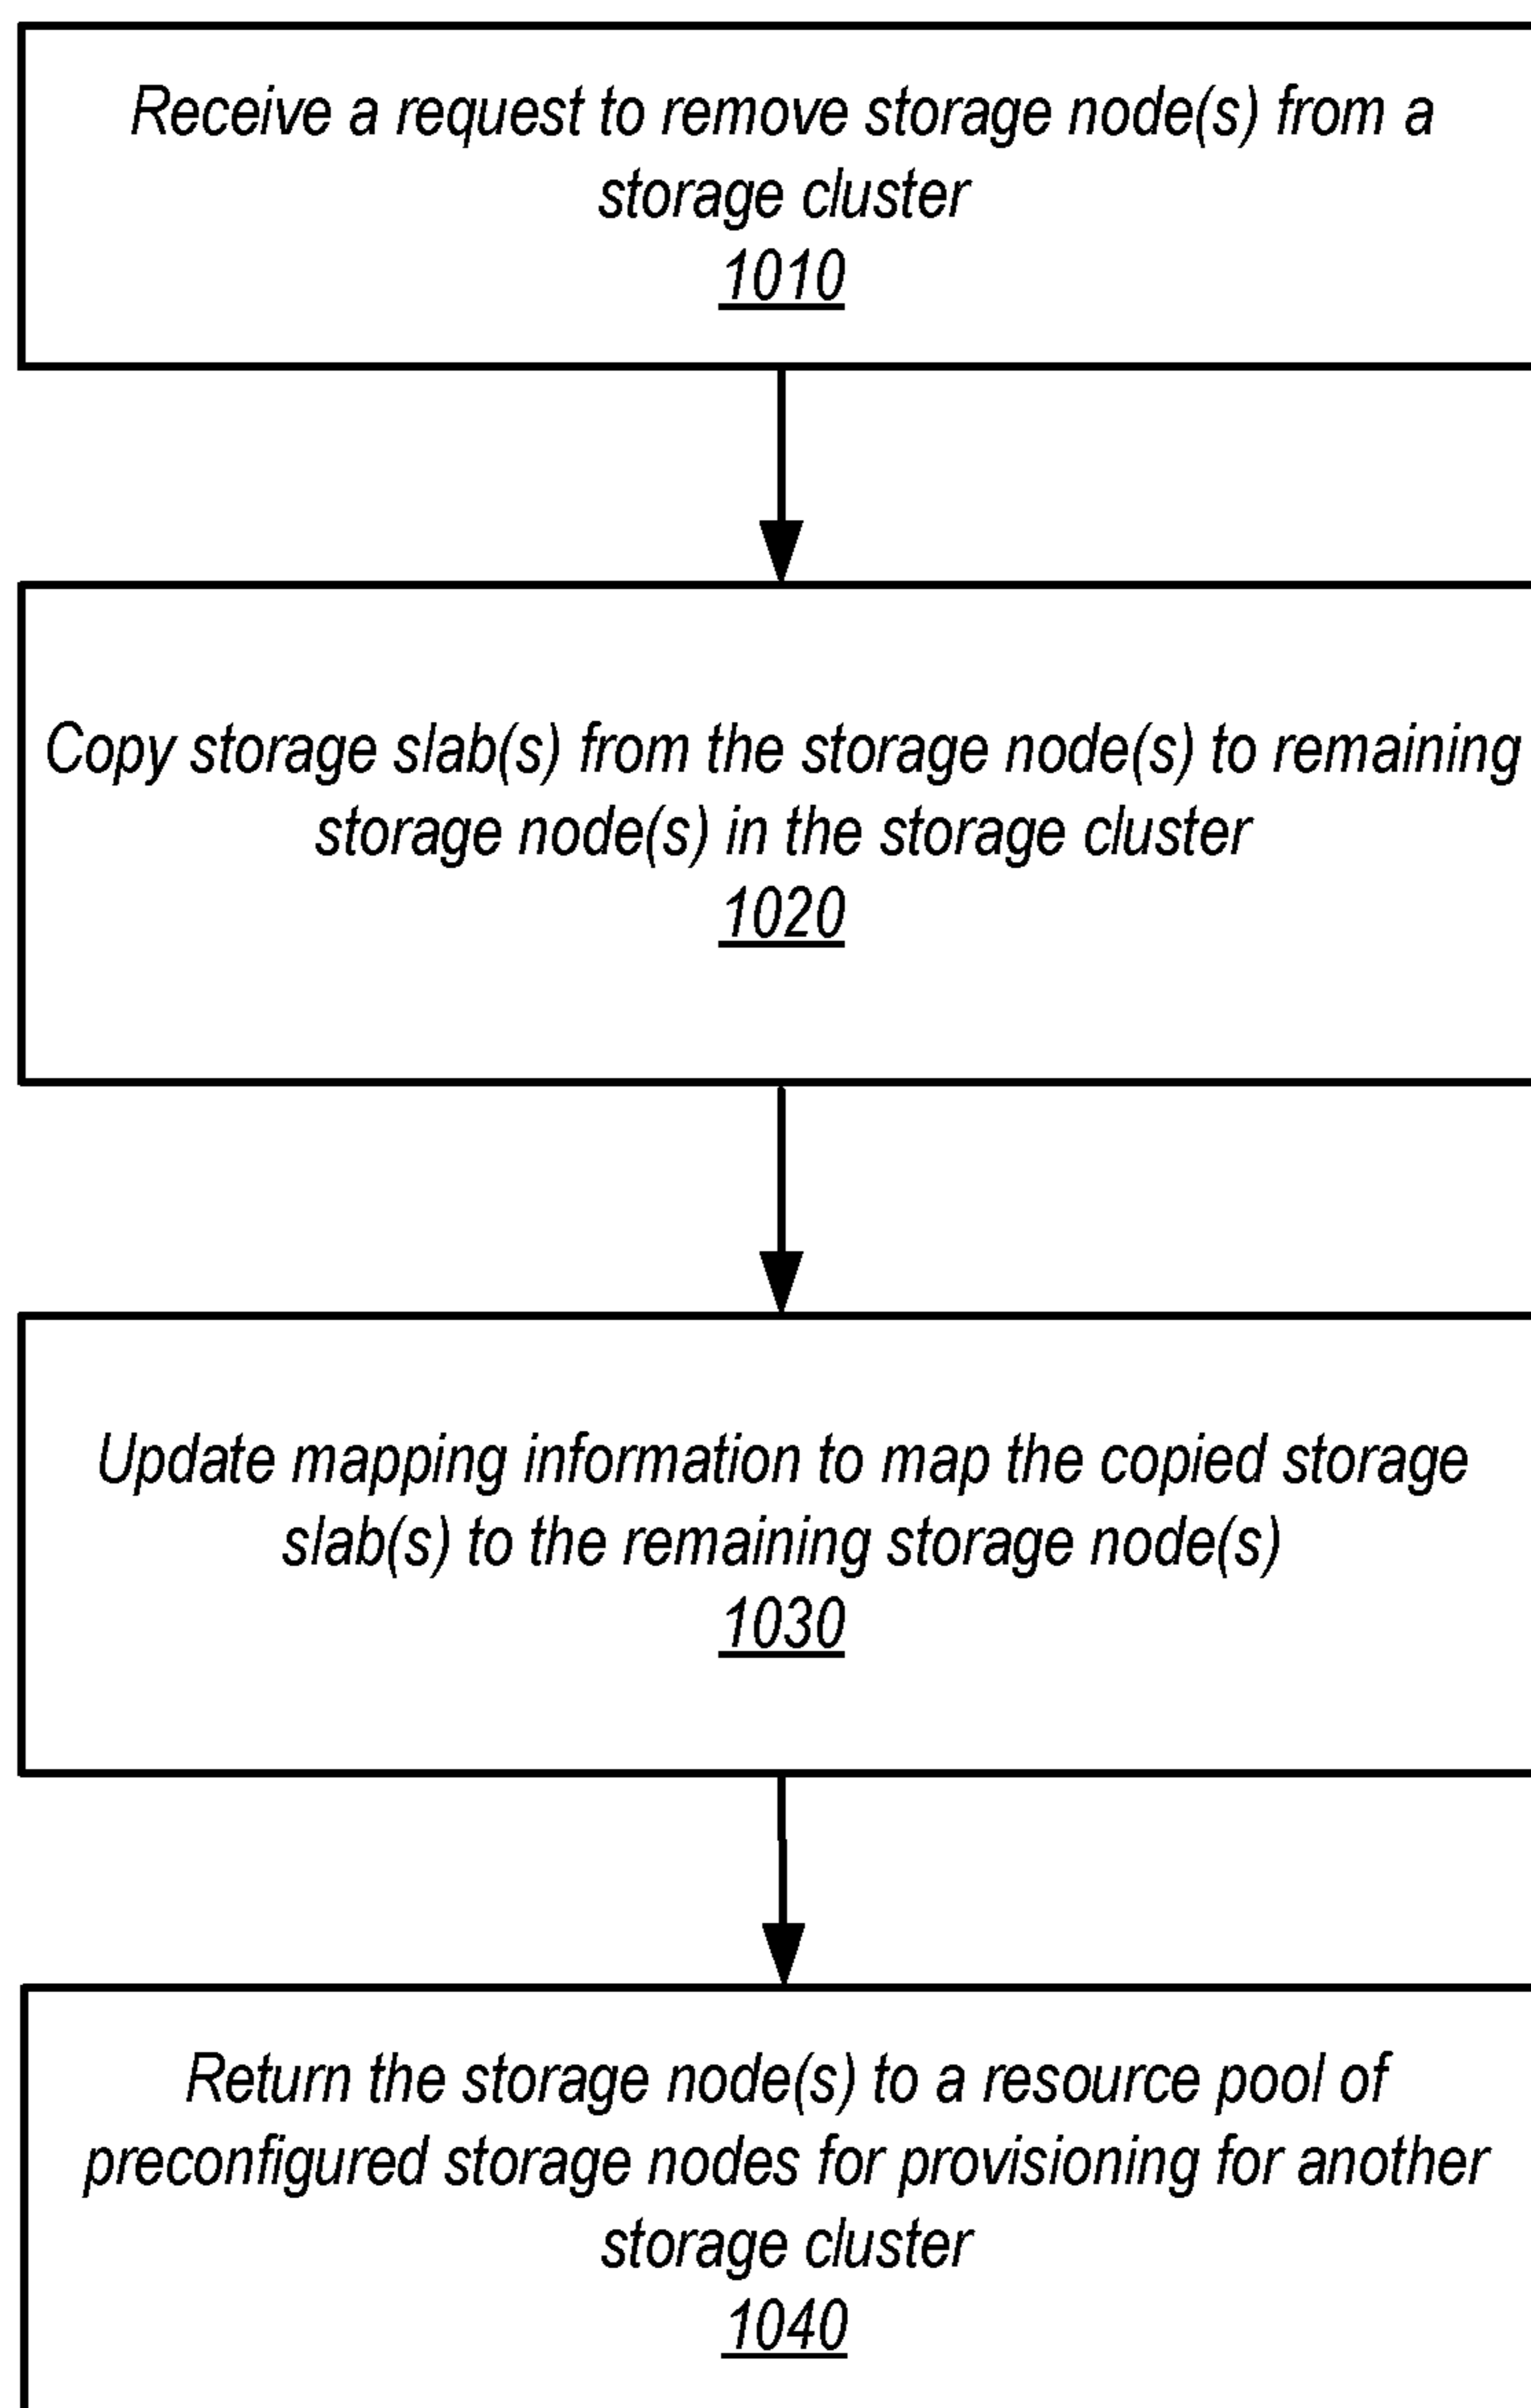 Receive a request to remove storage node(s) from a
storage cluster
1010
Copy storage slab(s) from the storage node(s) to remaining
storage node(s) in the storage cluster
1020
Update mapping information to map the copied storage
slab(s) to the remaining storage node(s)
1030
Return the storage node(s) to a resource pool of
preconfigured storage nodes for provisioning for another
storage cluster
1040